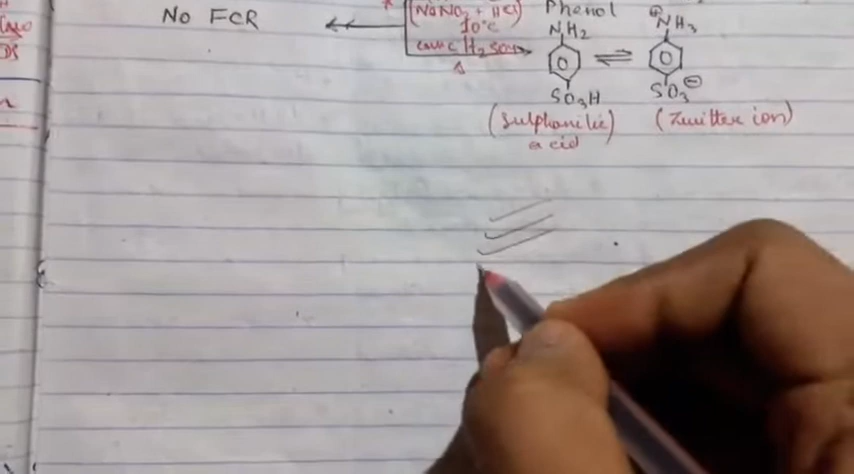 No FCR
(NaNO2 + HCl)
10°C
conc H2SO4
Δ
Phenol
NH2
SO3H
(Sulphanilic acid)
⊕NH3
SO3⊖
(Zwitter ion)